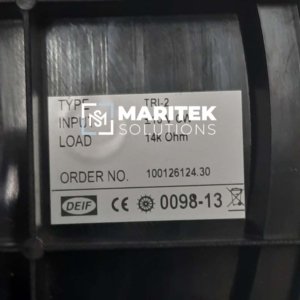 TYPE TRI-2
MARITEK
INPUT
SOLUTIONS
LOAD 14k Ohm
ORDER NO. 100126124.30
DEIF CE 0098-13